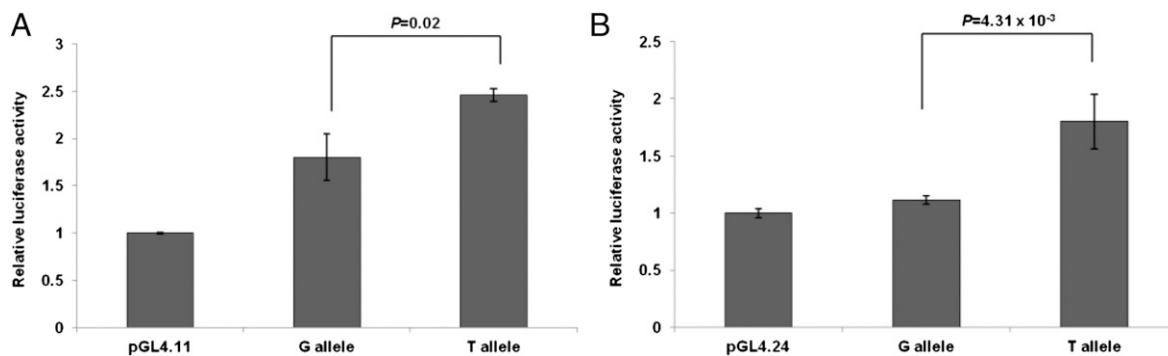 A
P=0.02
3
2.5
2
1.5
1
0.5
0
Relative luciferase activity
pGL4.11 G allele T allele
B
P=4.31 x 10⁻³
2.5
2
1.5
1
0.5
0
Relative luciferase activity
pGL4.24 G allele T allele